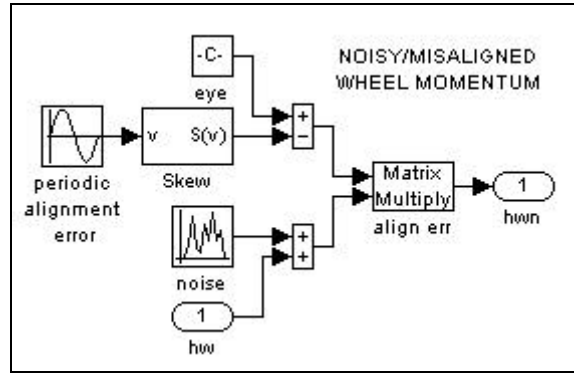 NOISY/MISALIGNED
WHEEL MOMENTUM
-C-
eye
+
−
v S(v)
Skew
periodic
alignment
error
Matrix
Multiply
align err
1
hwn
+
+
noise
1
hw